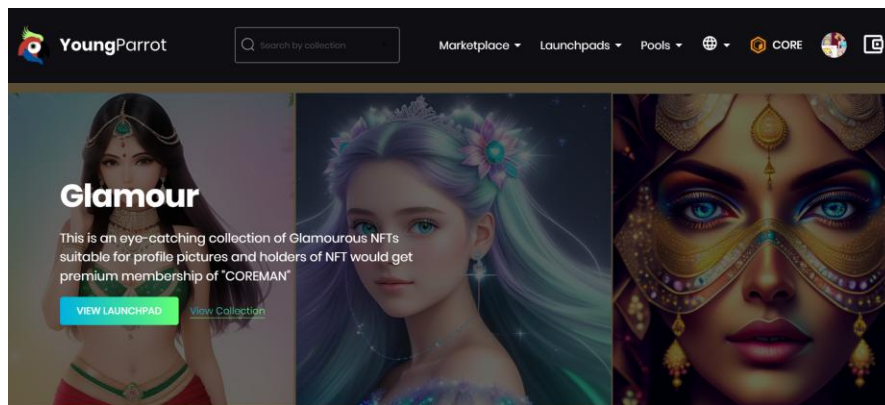 YoungParrot
Search by collection
Marketplace
Launchpads
Pools
CORE
Glamour
This is an eye-catching collection of Glamourous NFTs
suitable for profile pictures and holders of NFT would get
premium membership of "COREMAN"
VIEW LAUNCHPAD
View Collection